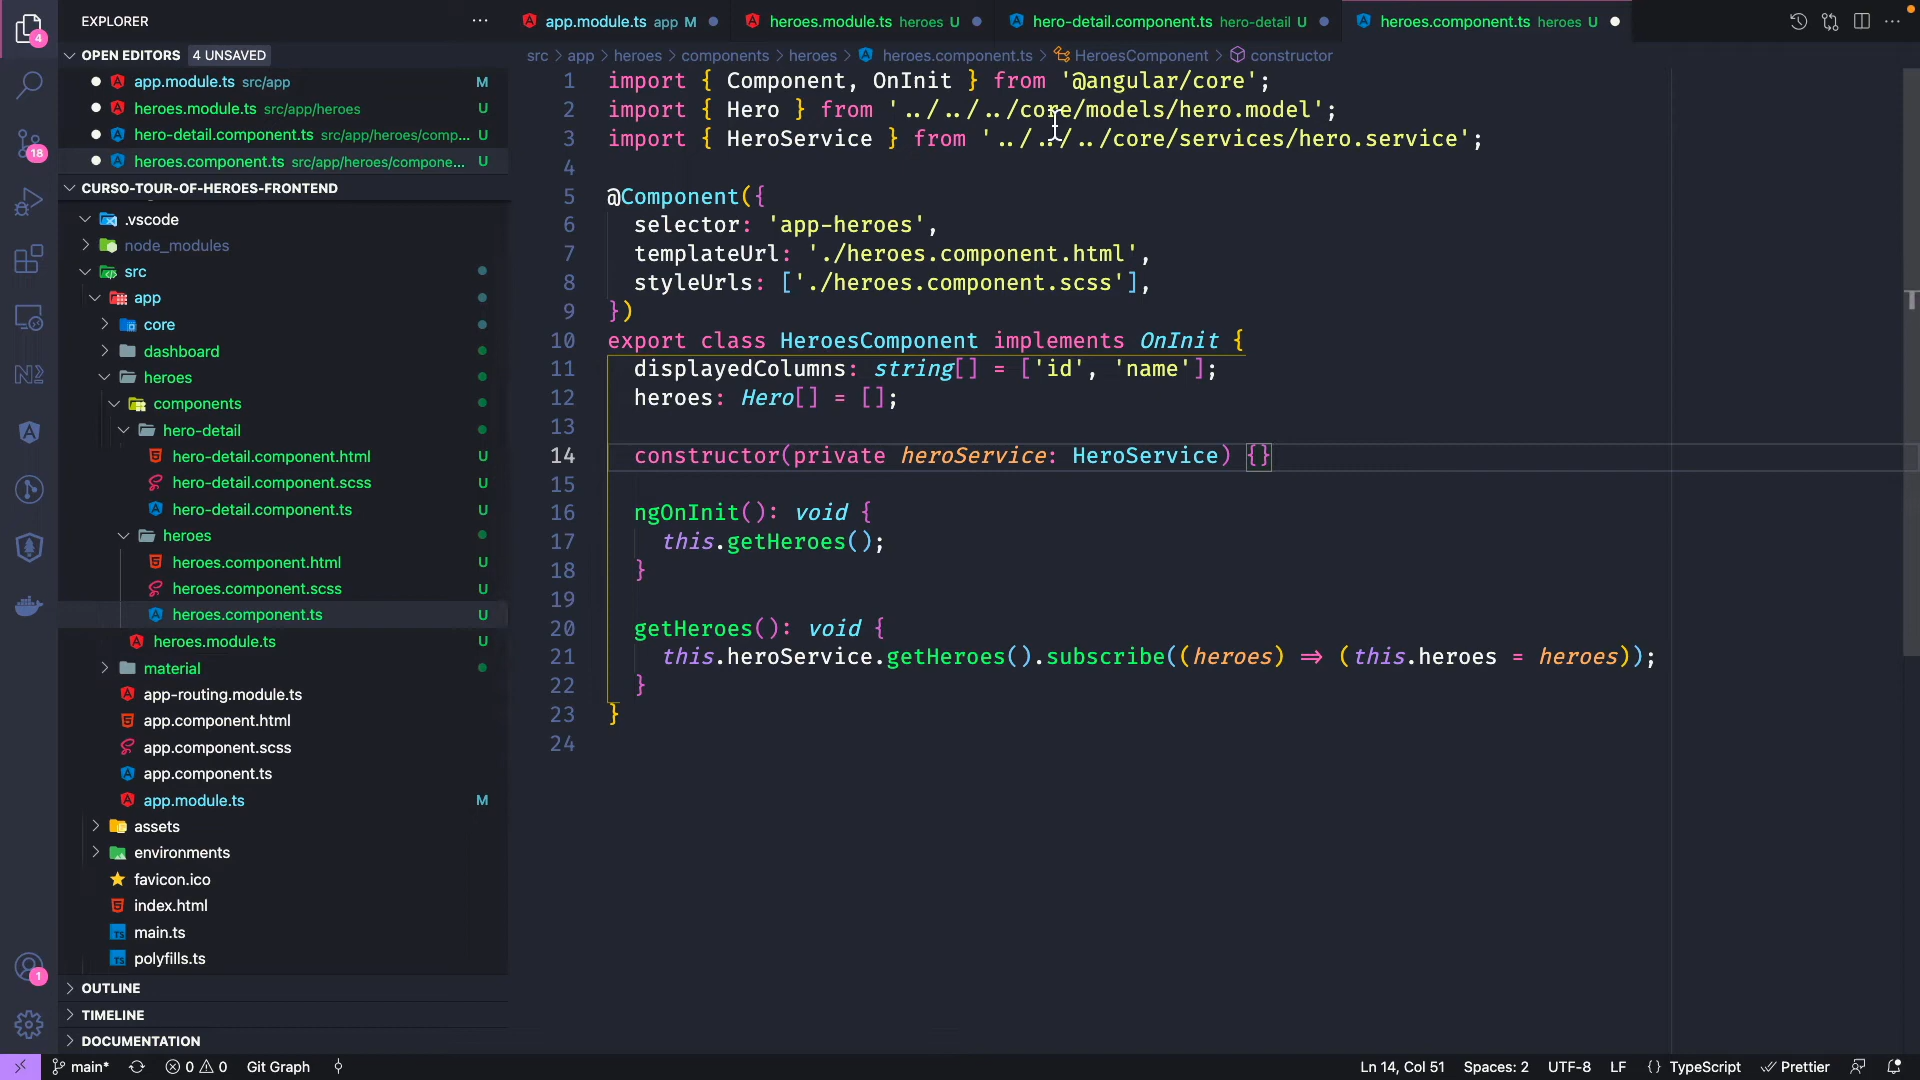 EXPLORER
OPEN EDITORS 4 UNSAVED
app.module.ts src/app M
heroes.module.ts src/app/heroes U
hero-detail.component.ts src/app/heroes/comp... U
heroes.component.ts src/app/heroes/compone... U
CURSO-TOUR-OF-HEROES-FRONTEND
.vscode
node_modules
src
app
core
dashboard
heroes
components
hero-detail
hero-detail.component.html U
hero-detail.component.scss U
hero-detail.component.ts U
heroes
heroes.component.html U
heroes.component.scss U
heroes.component.ts U
heroes.module.ts U
material
app-routing.module.ts
app.component.html
app.component.scss
app.component.ts
app.module.ts M
assets
environments
favicon.ico
index.html
main.ts
polyfills.ts
OUTLINE
TIMELINE
DOCUMENTATION
4
18
1
app.module.ts app M
heroes.module.ts heroes U
hero-detail.component.ts hero-detail U
heroes.component.ts heroes U
src > app > heroes > components > heroes > heroes.component.ts > HeroesComponent > constructor
1 import { Component, OnInit } from '@angular/core';
2 import { Hero } from '../../../core/models/hero.model';
3 import { HeroService } from '../../../core/services/hero.service';
4
5 @Component({
6 selector: 'app-heroes',
7 templateUrl: './heroes.component.html',
8 styleUrls: ['./heroes.component.scss'],
9 })
10 export class HeroesComponent implements OnInit {
11 displayedColumns: string[] = ['id', 'name'];
12 heroes: Hero[] = [];
13
14 constructor(private heroService: HeroService) {}
15
16 ngOnInit(): void {
17 this.getHeroes();
18 }
19
20 getHeroes(): void {
21 this.heroService.getHeroes().subscribe((heroes) => (this.heroes = heroes));
22 }
23 }
24
main* 0 0 Git Graph
Ln 14, Col 51 Spaces: 2 UTF-8 LF {} TypeScript Prettier